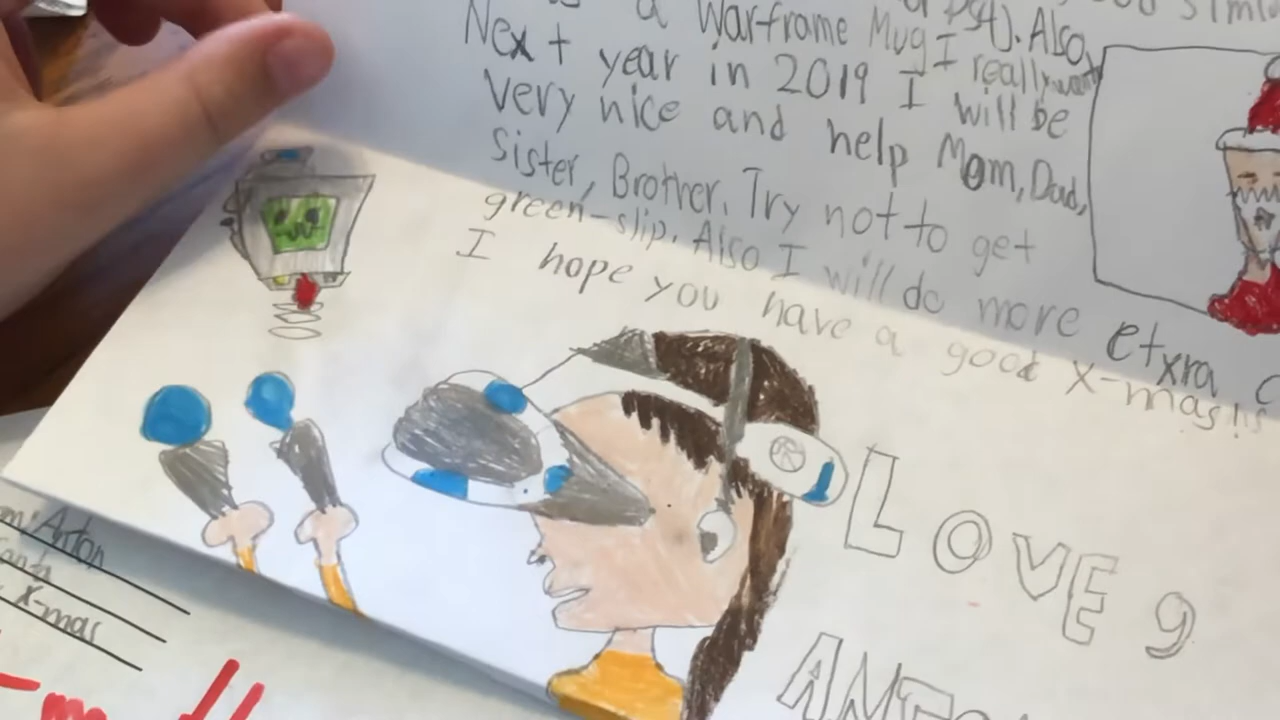 a Warframe Mug). Also,
Next year in 2019 I really want
very nice and I will be
Sister, Brother. help Mom, Dad,
green-slip. Try not to get
Also I will do more etxra
I hope you have a good X-mas!!
LOVE 9
Anton
Santa
X-mas